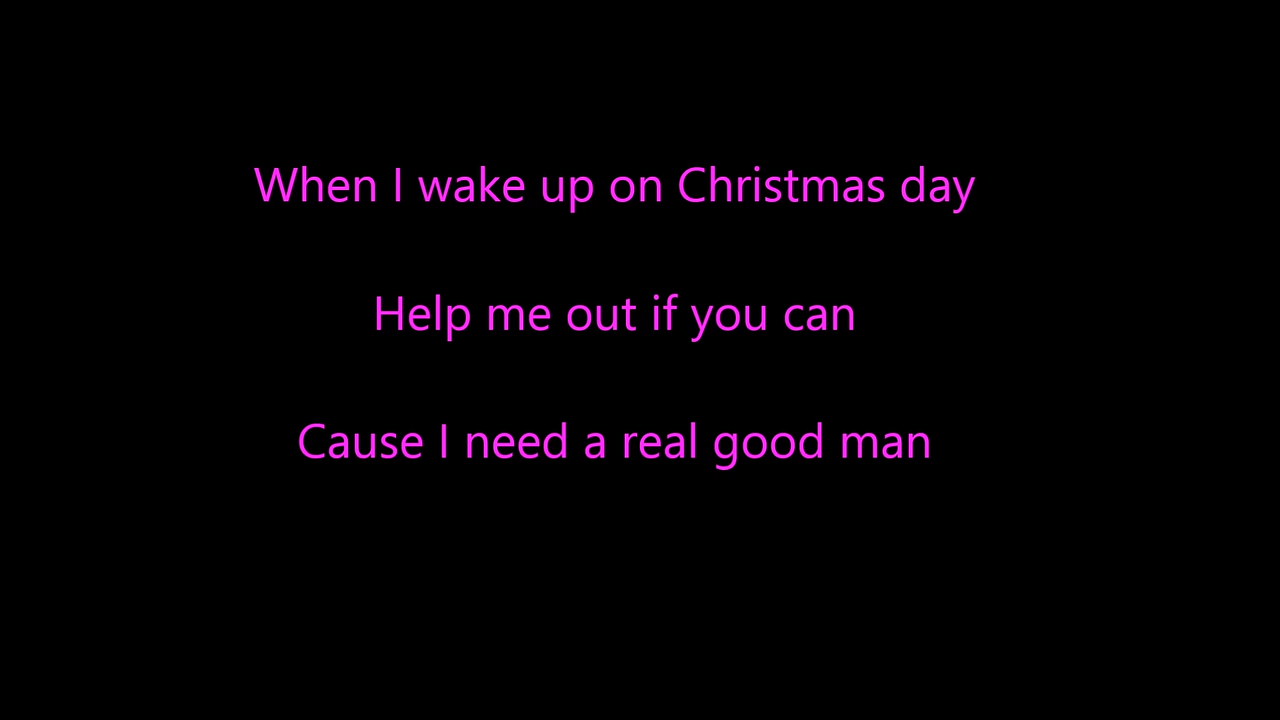 When I wake up on Christmas day
Help me out if you can
Cause I need a real good man